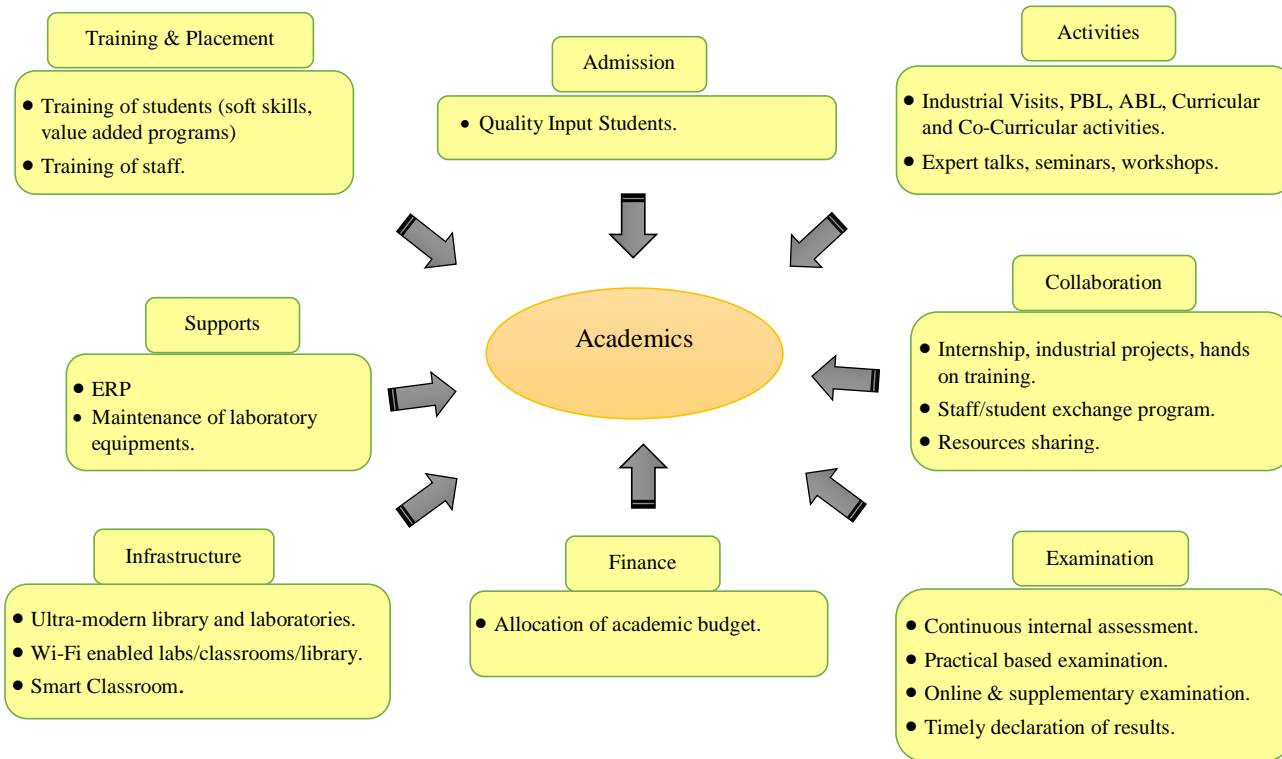 Training & Placement
● Training of students (soft skills,
value added programs)
● Training of staff.
Admission
• Quality Input Students.
Activities
● Industrial Visits, PBL, ABL, Curricular
and Co-Curricular activities.
● Expert talks, seminars, workshops.
Supports
● ERP
• Maintenance of laboratory
equipments.
Academics
Collaboration
● Internship, industrial projects, hands
on training.
● Staff/student exchange program.
● Resources sharing.
Infrastructure
● Ultra-modern library and laboratories.
● Wi-Fi enabled labs/classrooms/library.
● Smart Classroom.
Finance
● Allocation of academic budget.
Examination
● Continuous internal assessment.
● Practical based examination.
● Online & supplementary examination.
● Timely declaration of results.